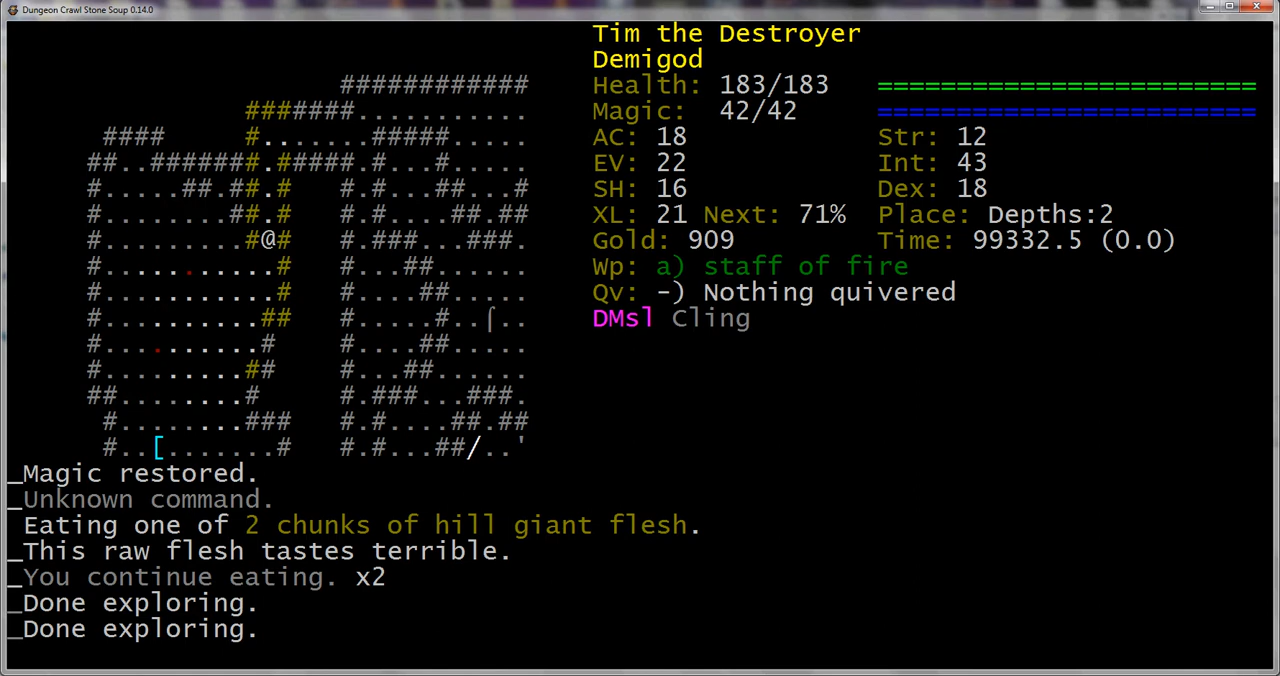 Dungeon Crawl Stone Soup 0.14.0
Tim the Destroyer
Demigod
Health: 183/183 ========================
Magic: 42/42 ========================
AC: 18 Str: 12
EV: 22 Int: 43
SH: 16 Dex: 18
XL: 21 Next: 71% Place: Depths:2
Gold: 909 Time: 99332.5 (0.0)
Wp: a) staff of fire
Qv: -) Nothing quivered
DMsl Cling
_Magic restored.
_Unknown command.
Eating one of 2 chunks of hill giant flesh.
_This raw flesh tastes terrible.
_You continue eating. x2
_Done exploring.
_Done exploring.